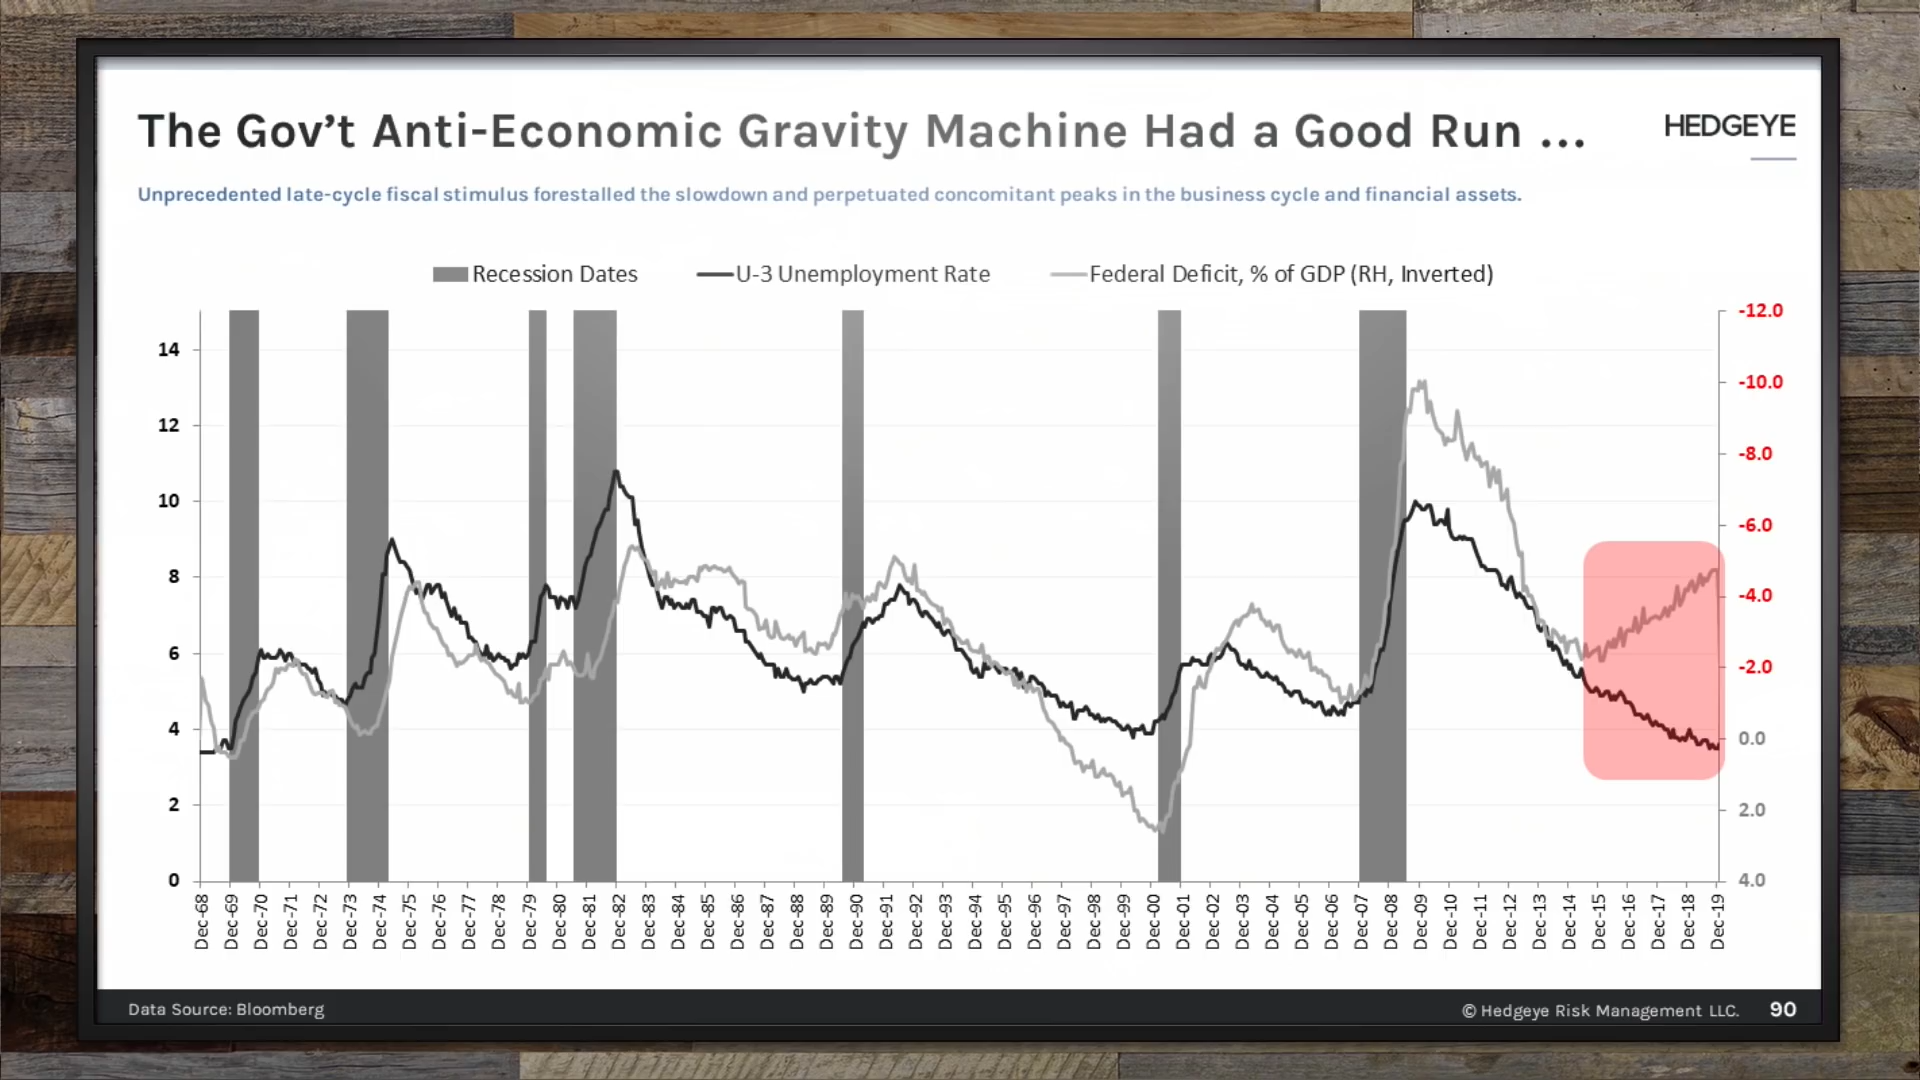 The Gov’t Anti-Economic Gravity Machine Had a Good Run ...
HEDGEYE
Unprecedented late-cycle fiscal stimulus forestalled the slowdown and perpetuated concomitant peaks in the business cycle and financial assets.
Recession Dates
U-3 Unemployment Rate
Federal Deficit, % of GDP (RH, Inverted)
14
12
10
8
6
4
2
0
-12.0
-10.0
-8.0
-6.0
-4.0
-2.0
0.0
2.0
4.0
Dec-68
Dec-69
Dec-70
Dec-71
Dec-72
Dec-73
Dec-74
Dec-75
Dec-76
Dec-77
Dec-78
Dec-79
Dec-80
Dec-81
Dec-82
Dec-83
Dec-84
Dec-85
Dec-86
Dec-87
Dec-88
Dec-89
Dec-90
Dec-91
Dec-92
Dec-93
Dec-94
Dec-95
Dec-96
Dec-97
Dec-98
Dec-99
Dec-00
Dec-01
Dec-02
Dec-03
Dec-04
Dec-05
Dec-06
Dec-07
Dec-08
Dec-09
Dec-10
Dec-11
Dec-12
Dec-13
Dec-14
Dec-15
Dec-16
Dec-17
Dec-18
Dec-19
Data Source: Bloomberg
© Hedgeye Risk Management LLC.
90